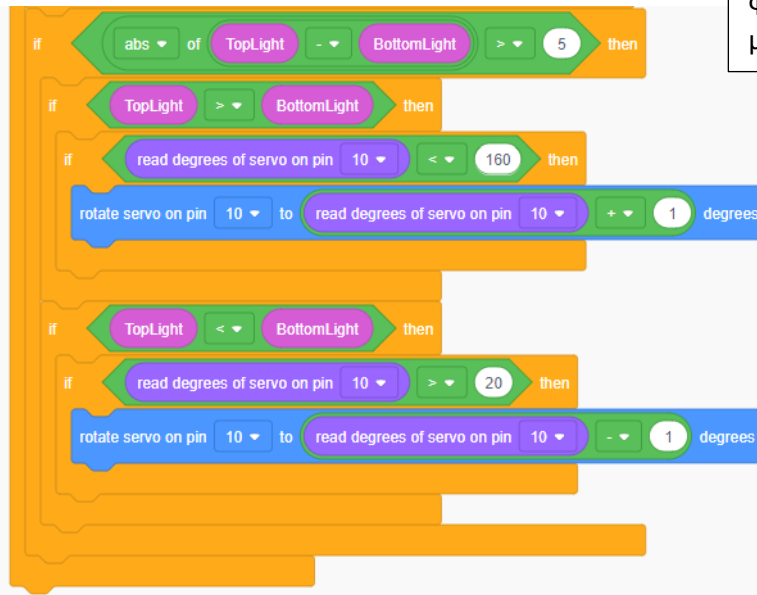 if abs of TopLight - BottomLight > 5 then
if TopLight > BottomLight then
if read degrees of servo on pin 10 < 160 then
rotate servo on pin 10 to read degrees of servo on pin 10 + 1 degrees
if TopLight < BottomLight then
if read degrees of servo on pin 10 > 20 then
rotate servo on pin 10 to read degrees of servo on pin 10 - 1 degrees